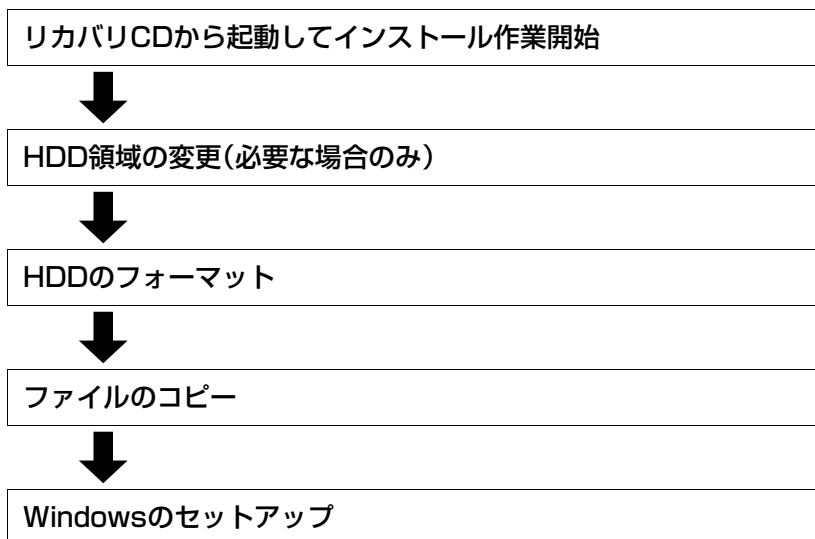 リカバリCDから起動してインストール作業開始
HDD領域の変更(必要な場合のみ)
HDDのフォーマット
ファイルのコピー
Windowsのセットアップ